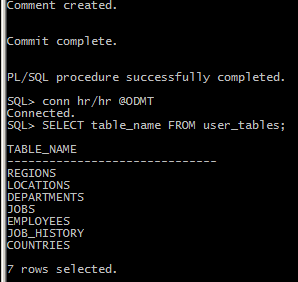 Comment created.
Commit complete.
PL/SQL procedure successfully completed.
SQL> conn hr/hr @ODMT
Connected.
SQL> SELECT table_name FROM user_tables;
TABLE_NAME
------------------------------
REGIONS
LOCATIONS
DEPARTMENTS
JOBS
EMPLOYEES
JOB_HISTORY
COUNTRIES
7 rows selected.